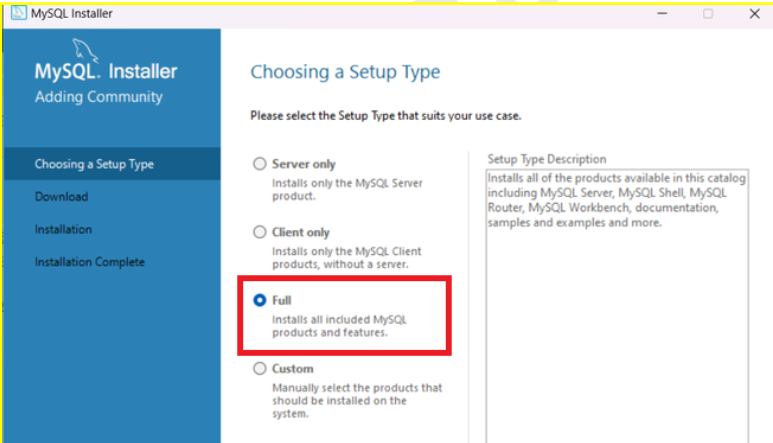 MySQL Installer
MySQL. Installer
Adding Community
Choosing a Setup Type
Download
Installation
Installation Complete
Choosing a Setup Type
Please select the Setup Type that suits your use case.
Server only
Installs only the MySQL Server
product.
Client only
Installs only the MySQL Client
products, without a server.
Full
Installs all included MySQL
products and features.
Custom
Manually select the products that
should be installed on the
system.
Setup Type Description
Installs all of the products available in this catalog
including MySQL Server, MySQL Shell, MySQL
Router, MySQL Workbench, documentation,
samples and examples and more.